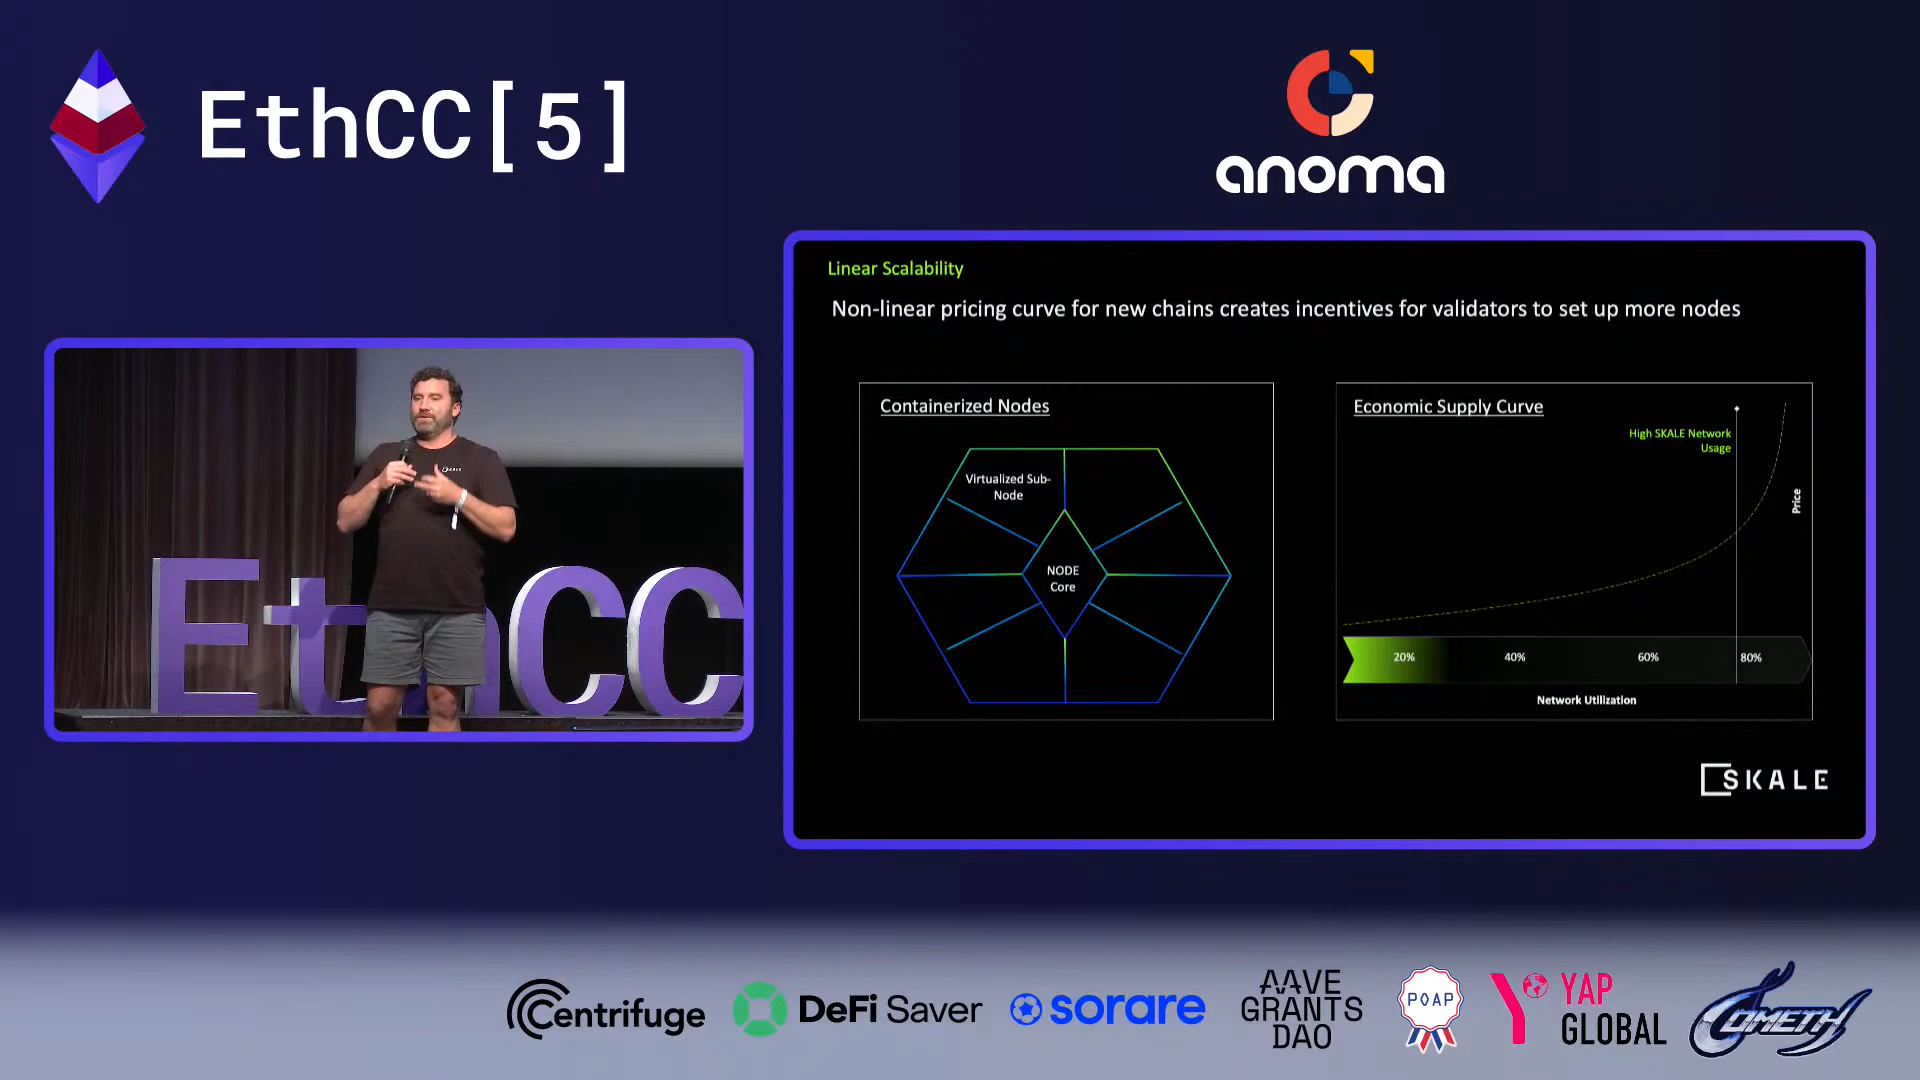 EthCC[5]
anoma
Linear Scalability
Non-linear pricing curve for new chains creates incentives for validators to set up more nodes
Containerized Nodes
Virtualized Sub-
Node
NODE
Core
Economic Supply Curve
High SKALE Network
Usage
Price
20% 40% 60% 80%
Network Utilization
SKALE
SKALE
EthCC
Centrifuge
DeFi Saver
sorare
AAVE
GRANTS
DAO
POAP
YAP
GLOBAL
COMETH